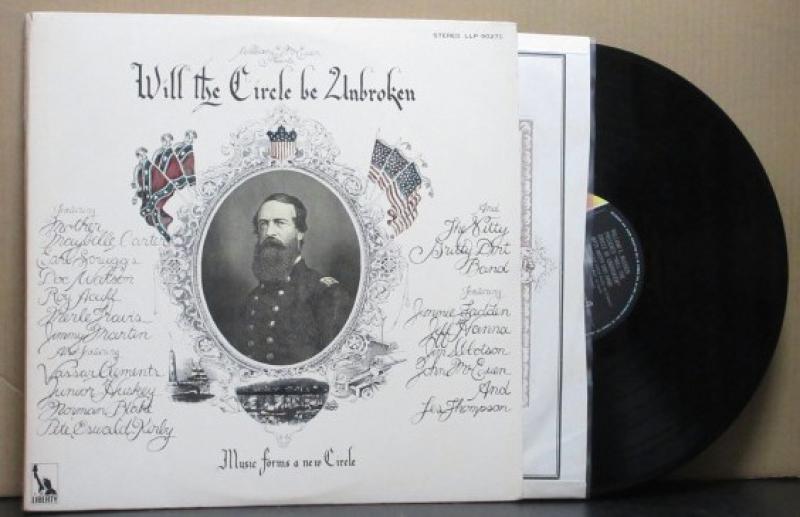 STEREO LLP 90271
William E. McEuen
Presents
Will the Circle be Unbroken
featuring
Mother
Maybelle Carter
Earl Scruggs
Doc Watson
Roy Acuff
Merle Travis
Jimmy Martin
Also featuring
Vassar Clements
Junior Huskey
Norman Blake
Pete Oswald Kirby
And
The Nitty
Gritty Dirt
Band
featuring
Jimmie Fadden
Jeff Hanna
Jim Ibbotson
John McEuen
And
Les Thompson
Music forms a new Circle
LIBERTY